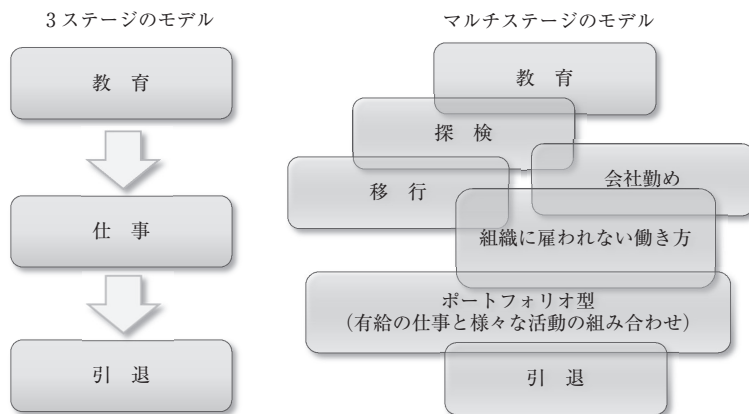 3ステージのモデル
教 育
仕 事
引 退
マルチステージのモデル
教 育
探 検
移 行
会社勤め
組織に雇われない働き方
ポートフォリオ型
(有給の仕事と様々な活動の組み合わせ)
引 退